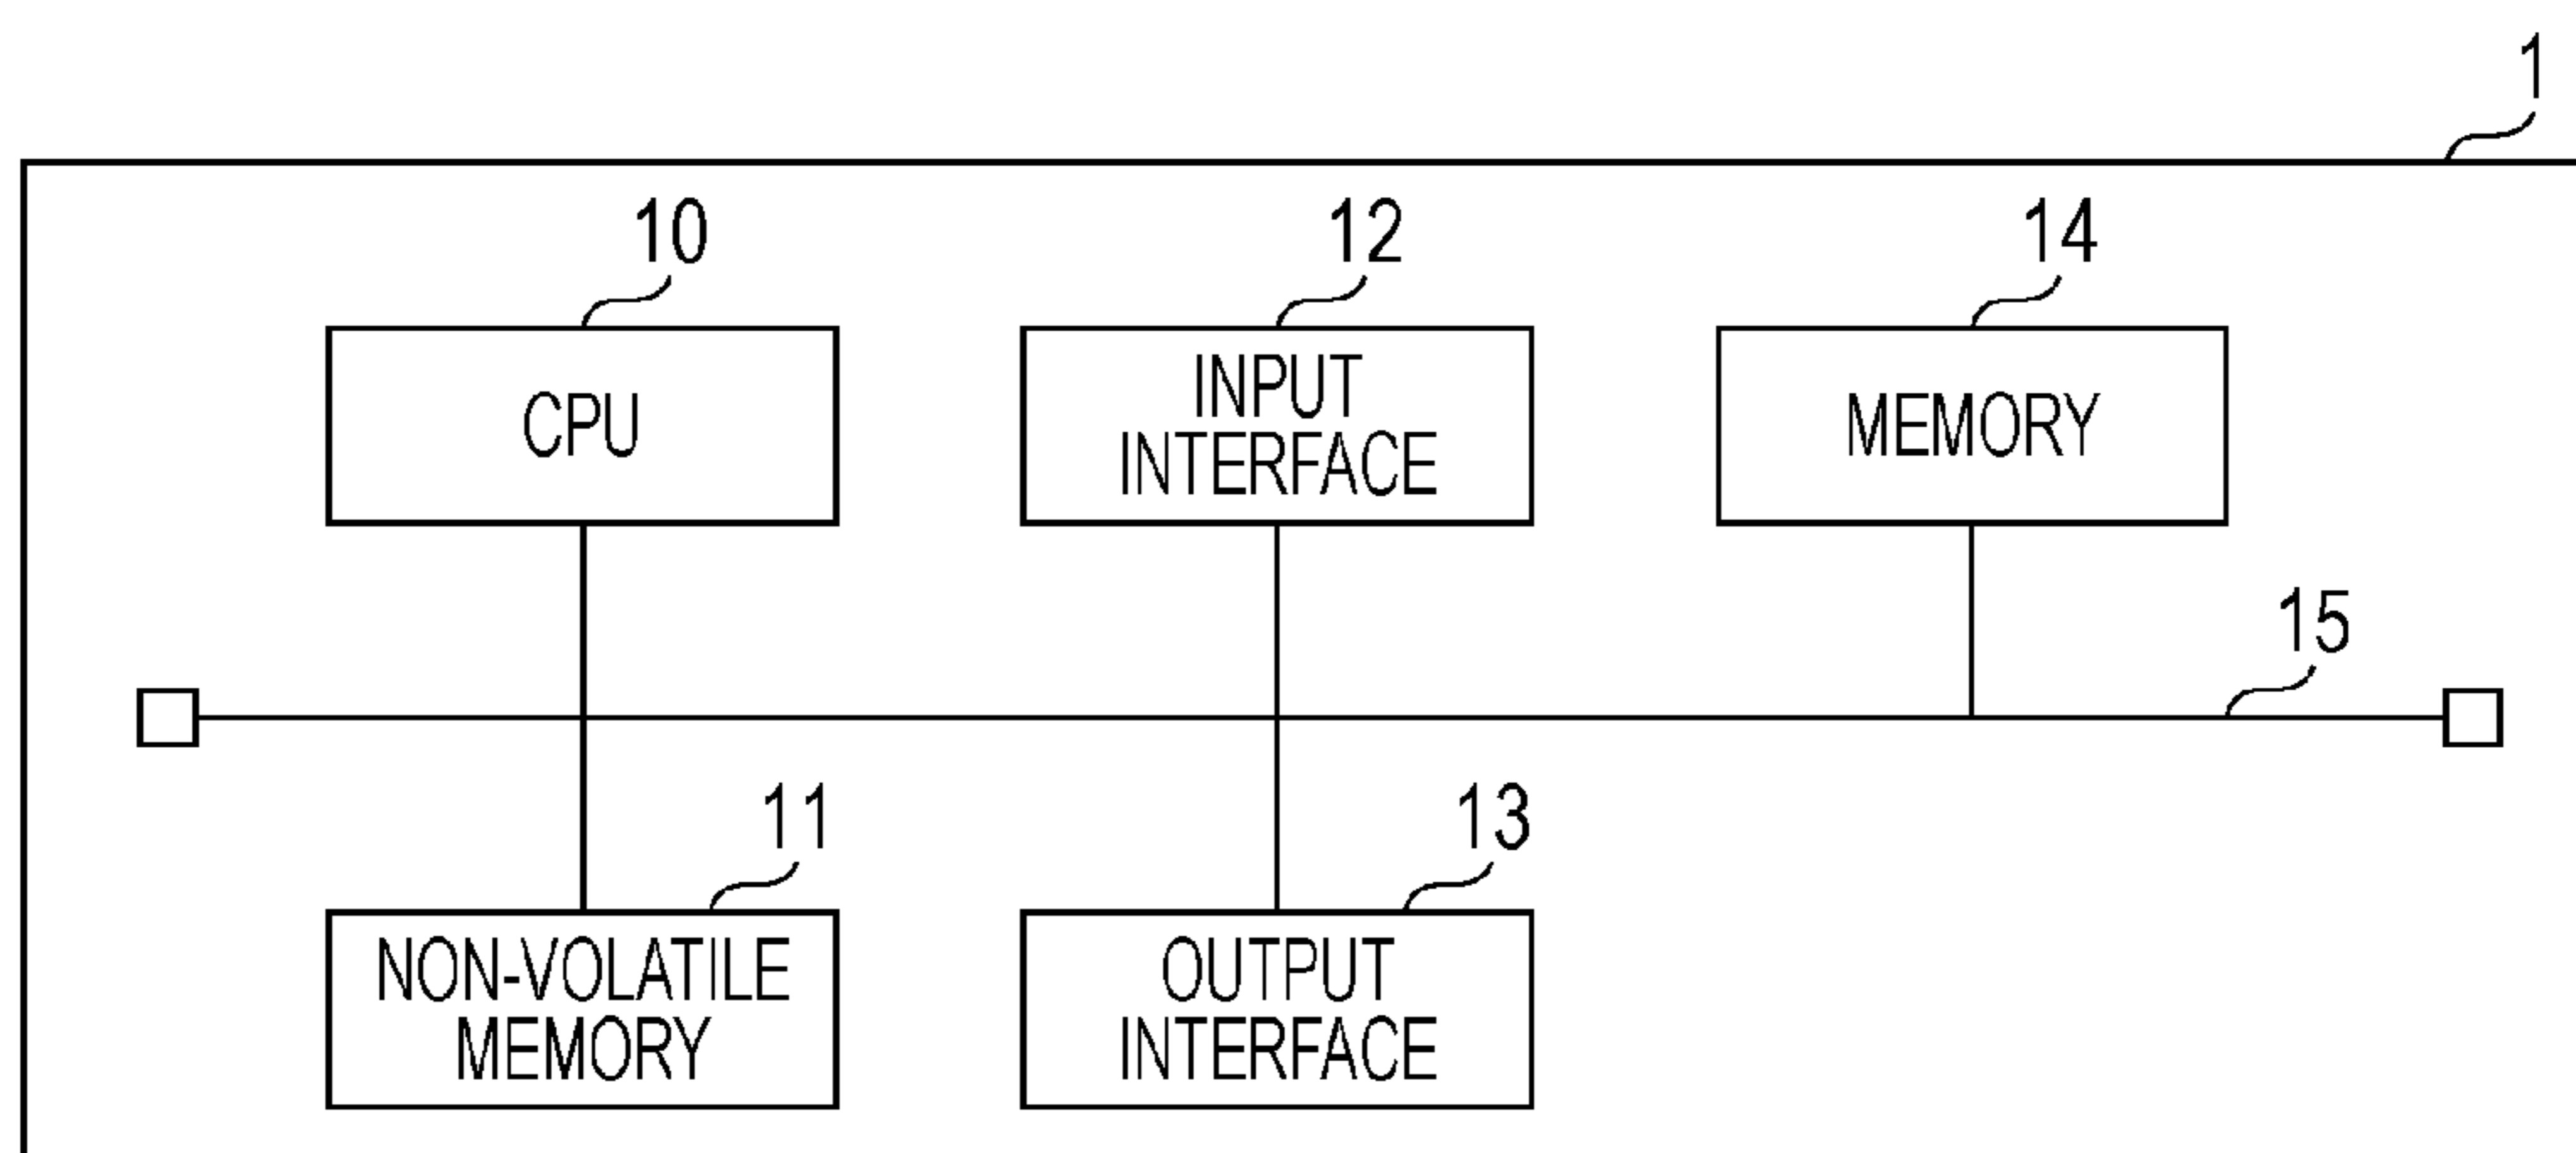 1
10
12
14
CPU
INPUT
INTERFACE
MEMORY
15
11
13
NON-VOLATILE
MEMORY
OUTPUT
INTERFACE